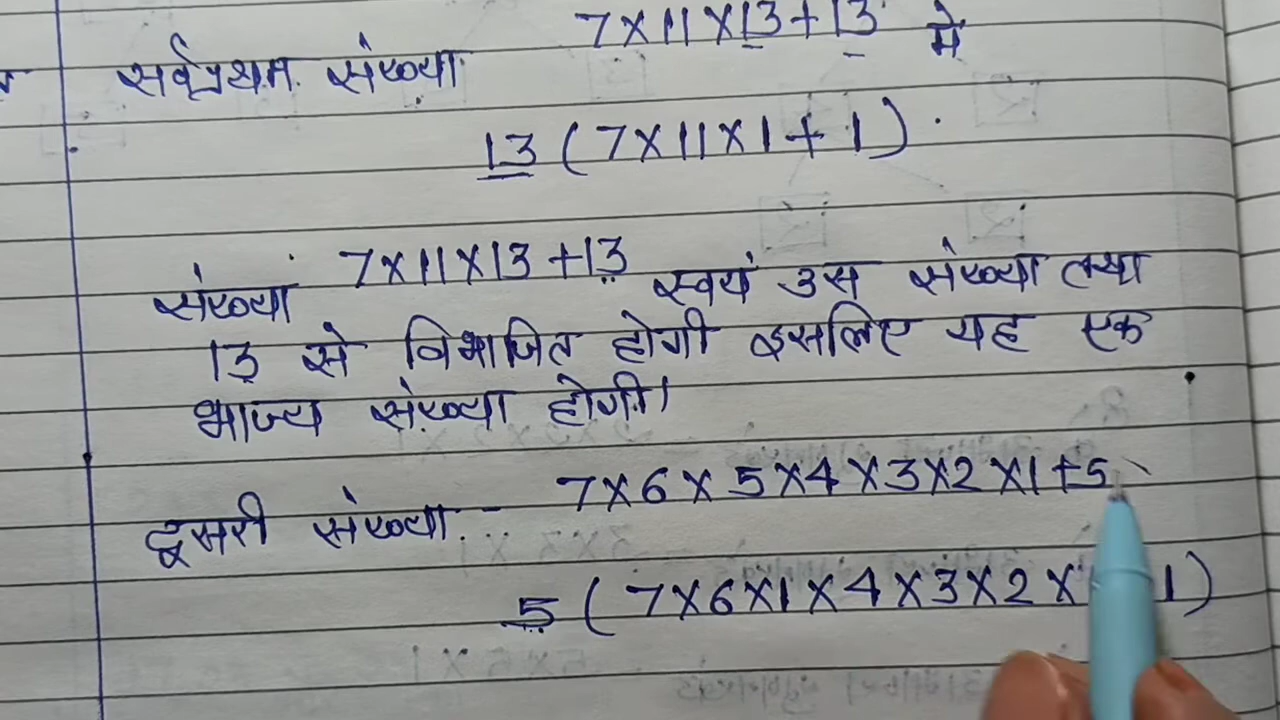 सर्वप्रथम संख्या 7×11×13+13 में
13 (7×11×1+1)
संख्या 7×11×13+13 स्वयं उस संख्या तथा
13 से विभाजित होगी इसलिए यह एक
भाज्य संख्या होगी।
दूसरी संख्या - 7×6×5×4×3×2×1+5
5 (7×6×1×4×3×2× 1)